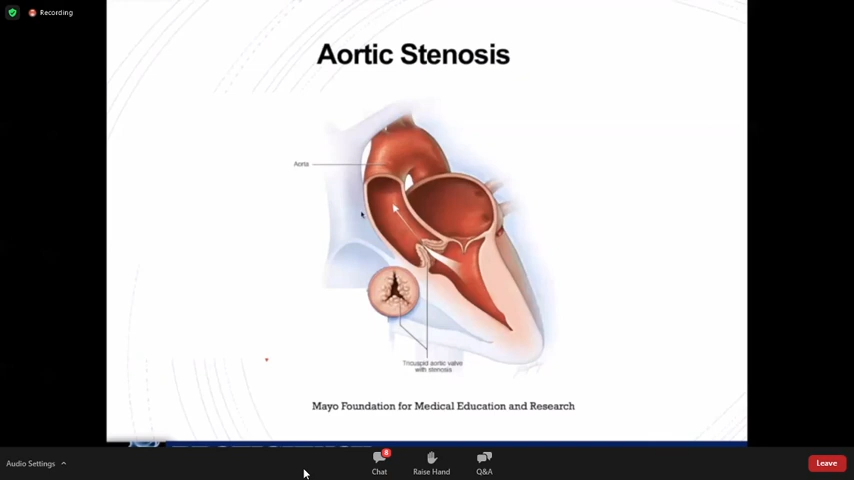 Recording
Aortic Stenosis
Aorta
Tricuspid aortic valve
with stenosis
Mayo Foundation for Medical Education and Research
Audio Settings
8
Chat
Raise Hand
Q&A
Leave